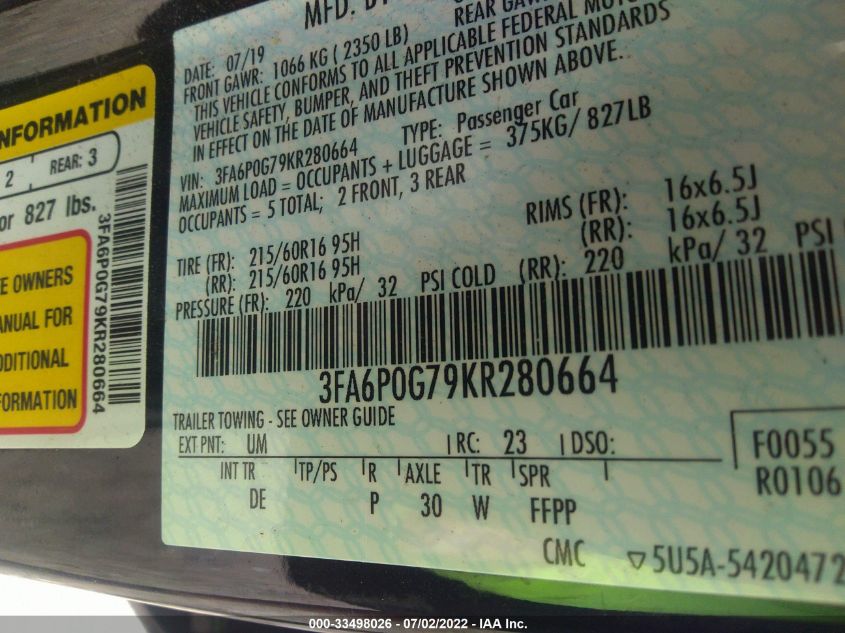 NFORMATION
2 REAR: 3
or 827 lbs.
E OWNERS
ANUAL FOR
DDITIONAL
FORMATION
3FA6P0G79KR280664
MFD. BY
DATE: 07/19
REAR GAWR
FRONT GAWR: 1066 KG ( 2350 LB)
THIS VEHICLE CONFORMS TO ALL APPLICABLE FEDERAL MOTOR
VEHICLE SAFETY, BUMPER, AND THEFT PREVENTION STANDARDS
IN EFFECT ON THE DATE OF MANUFACTURE SHOWN ABOVE.
VIN: 3FA6P0G79KR280664 TYPE: Passenger Car
MAXIMUM LOAD = OCCUPANTS + LUGGAGE = 375KG/ 827LB
OCCUPANTS = 5 TOTAL; 2 FRONT, 3 REAR
TIRE (FR): 215/60R16 95H RIMS (FR): 16x6.5J
(RR): 215/60R16 95H (RR): 16x6.5J
PRESSURE (FR): 220 kPa/ 32 PSI COLD (RR): 220 kPa/ 32 PSI
3FA6P0G79KR280664
TRAILER TOWING - SEE OWNER GUIDE
EXT PNT: UM RC: 23 DSO:
INT TR TP/PS R AXLE TR SPR
DE P 30 W FFPP
F0055
R0106
CMC ▽5U5A-5420472
000-33498026 - 07/02/2022 - IAA Inc.